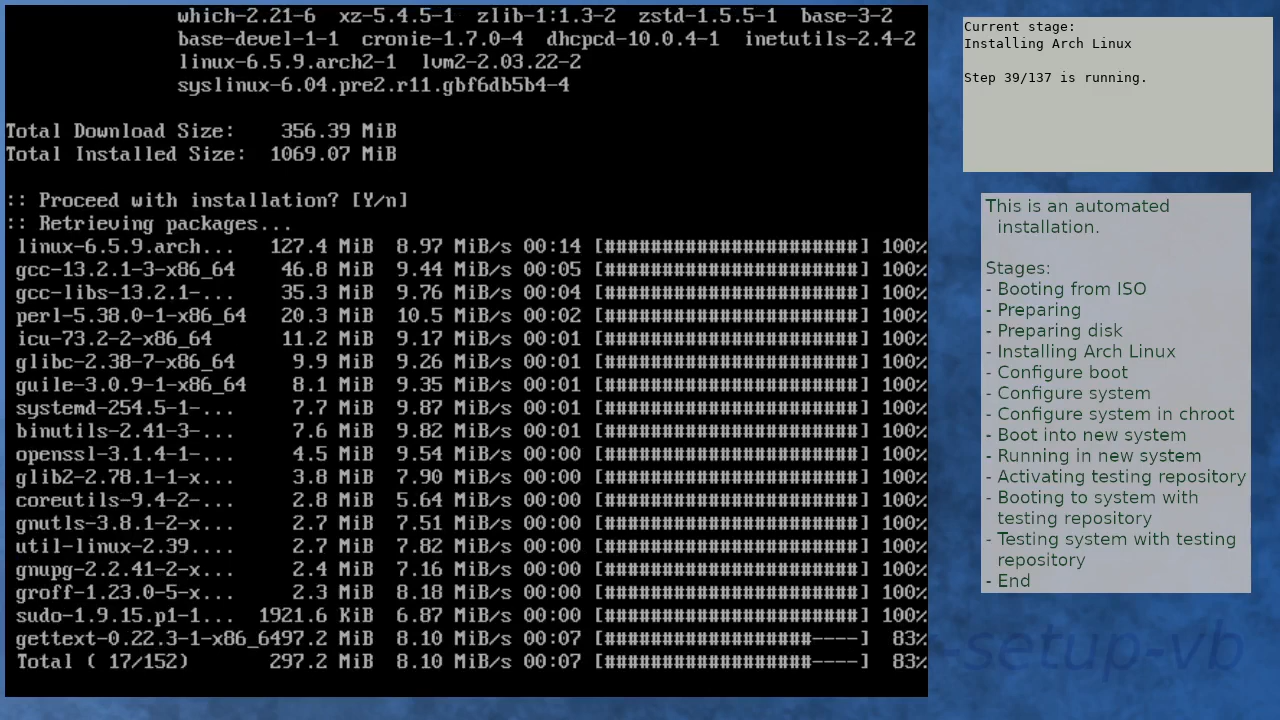 which-2.21-6 xz-5.4.5-1 zlib-1:1.3-2 zstd-1.5.5-1 base-3-2
base-devel-1-1 cronie-1.7.0-4 dhcpcd-10.0.4-1 inetutils-2.4-2
linux-6.5.9.arch2-1 lvm2-2.03.22-2
syslinux-6.04.pre2.r11.gbf6db5b4-4
Total Download Size: 356.39 MiB
Total Installed Size: 1069.07 MiB
:: Proceed with installation? [Y/n]
:: Retrieving packages...
linux-6.5.9.arch... 127.4 MiB 8.97 MiB/s 00:14 [######################] 100%
gcc-13.2.1-3-x86_64 46.8 MiB 9.44 MiB/s 00:05 [######################] 100%
gcc-libs-13.2.1-... 35.3 MiB 9.76 MiB/s 00:04 [######################] 100%
perl-5.38.0-1-x86_64 20.3 MiB 10.5 MiB/s 00:02 [######################] 100%
icu-73.2-2-x86_64 11.2 MiB 9.17 MiB/s 00:01 [######################] 100%
glibc-2.38-7-x86_64 9.9 MiB 9.26 MiB/s 00:01 [######################] 100%
guile-3.0.9-1-x86_64 8.1 MiB 9.35 MiB/s 00:01 [######################] 100%
systemd-254.5-1-... 7.7 MiB 9.87 MiB/s 00:01 [######################] 100%
binutils-2.41-3-... 7.6 MiB 9.82 MiB/s 00:01 [######################] 100%
openssl-3.1.4-1-... 4.5 MiB 9.54 MiB/s 00:00 [######################] 100%
glib2-2.78.1-1-x... 3.8 MiB 7.90 MiB/s 00:00 [######################] 100%
coreutils-9.4-2-... 2.8 MiB 5.64 MiB/s 00:00 [######################] 100%
gnutls-3.8.1-2-x... 2.7 MiB 7.51 MiB/s 00:00 [######################] 100%
util-linux-2.39.... 2.7 MiB 7.82 MiB/s 00:00 [######################] 100%
gnupg-2.2.41-2-x... 2.4 MiB 7.16 MiB/s 00:00 [######################] 100%
groff-1.23.0-5-x... 2.3 MiB 8.18 MiB/s 00:00 [######################] 100%
sudo-1.9.15.p1-1... 1921.6 KiB 6.87 MiB/s 00:00 [######################] 100%
gettext-0.22.3-1-x86_6497.2 MiB 8.10 MiB/s 00:07 [##################----] 83%
Total ( 17/152) 297.2 MiB 8.10 MiB/s 00:07 [##################----] 83%
Current stage:
Installing Arch Linux
Step 39/137 is running.
This is an automated
installation.
Stages:
- Booting from ISO
- Preparing
- Preparing disk
- Installing Arch Linux
- Configure boot
- Configure system
- Configure system in chroot
- Boot into new system
- Running in new system
- Activating testing repository
- Booting to system with
testing repository
- Testing system with testing
repository
- End
-setup-vb